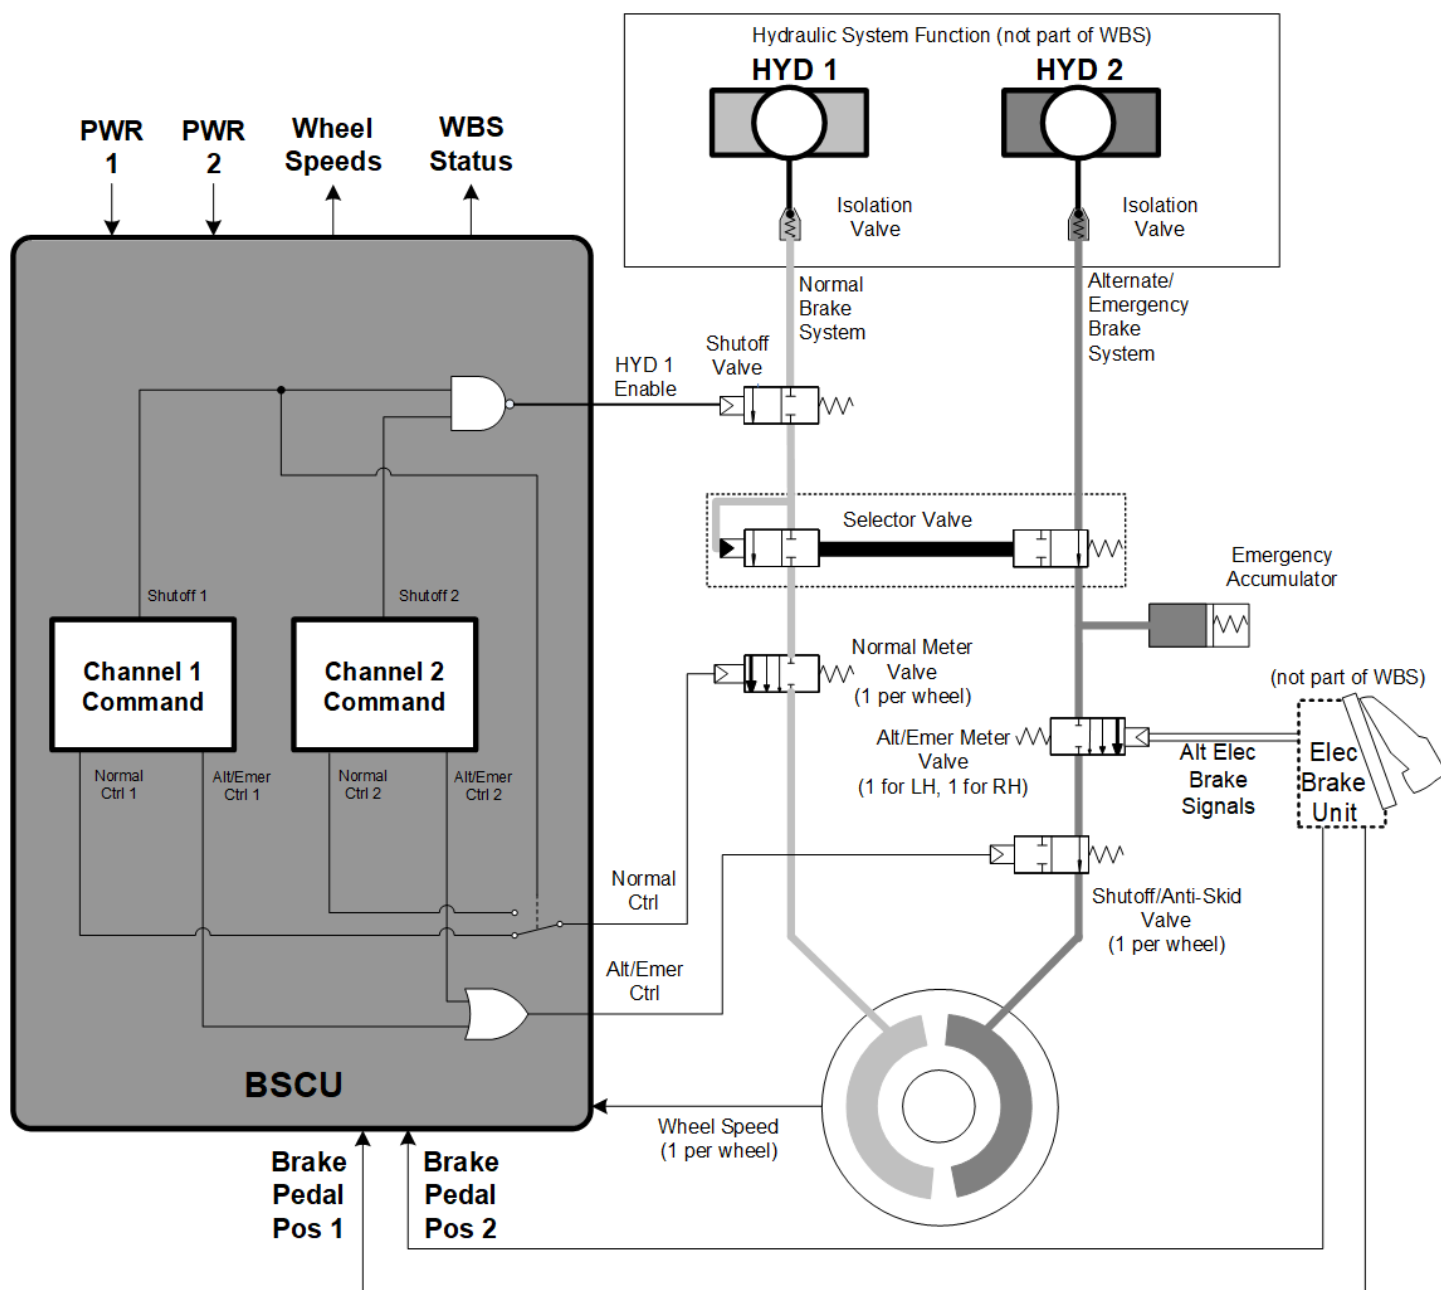 Hydraulic System Function (not part of WBS)
HYD 1
HYD 2
PWR
1
PWR
2
Wheel
Speeds
WBS
Status
Isolation
Valve
Isolation
Valve
Normal
Brake
System
Alternate/
Emergency
Brake
System
Shutoff
Valve
HYD 1
Enable
Selector Valve
Emergency
Accumulator
Shutoff 1
Shutoff 2
Channel 1
Command
Channel 2
Command
Normal Meter
Valve
(1 per wheel)
(not part of WBS)
Alt/Emer Meter
Valve
(1 for LH, 1 for RH)
Alt Elec
Brake
Signals
Elec
Brake
Unit
Normal
Ctrl 1
Alt/Emer
Ctrl 1
Normal
Ctrl 2
Alt/Emer
Ctrl 2
Normal
Ctrl
Shutoff/Anti-Skid
Valve
(1 per wheel)
Alt/Emer
Ctrl
BSCU
Wheel Speed
(1 per wheel)
Brake
Pedal
Pos 1
Brake
Pedal
Pos 2